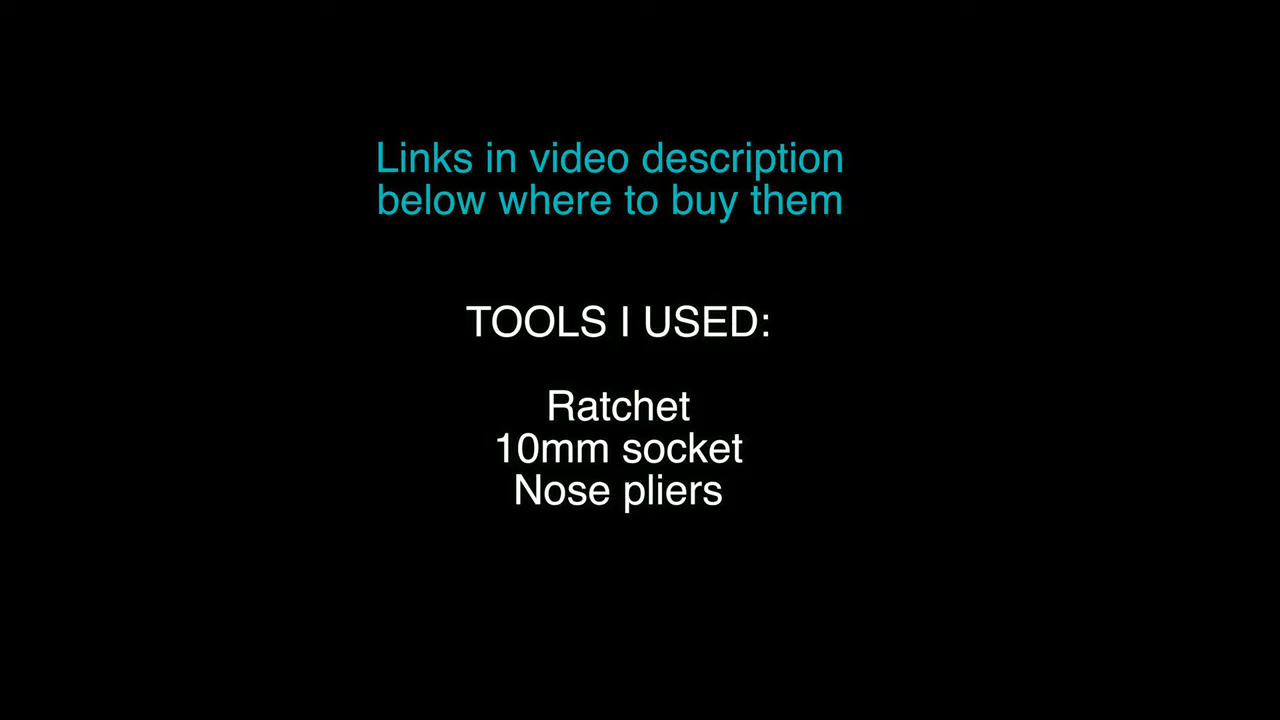 Links in video description
below where to buy them
TOOLS I USED:
Ratchet
10mm socket
Nose pliers